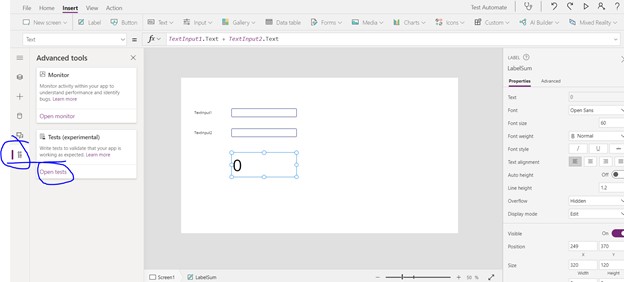 File Home Insert View Action Test Automate
New screen Label Button Text Input Gallery Data table Forms Media Charts Icons Custom AI Builder Mixed Reality
Text = fx TextInput1.Text + TextInput2.Text
Advanced tools
Monitor
Monitor activity within your app to
understand performance and identify
bugs. Learn more
Open monitor
Tests (experimental)
Write tests to validate that your app
is working as expected. Learn more
Open tests
TextInput1
TextInput2
0
LABEL
LabelSum
Properties Advanced
Text 0
Font Open Sans
Font size 60
Font weight Normal
Font style
Text alignment
Auto height Off
Line height 1,2
Overflow Hidden
Display mode Edit
Visible On
Position 249 370
X Y
Size 320 120
Width Height
Screen1 LabelSum %